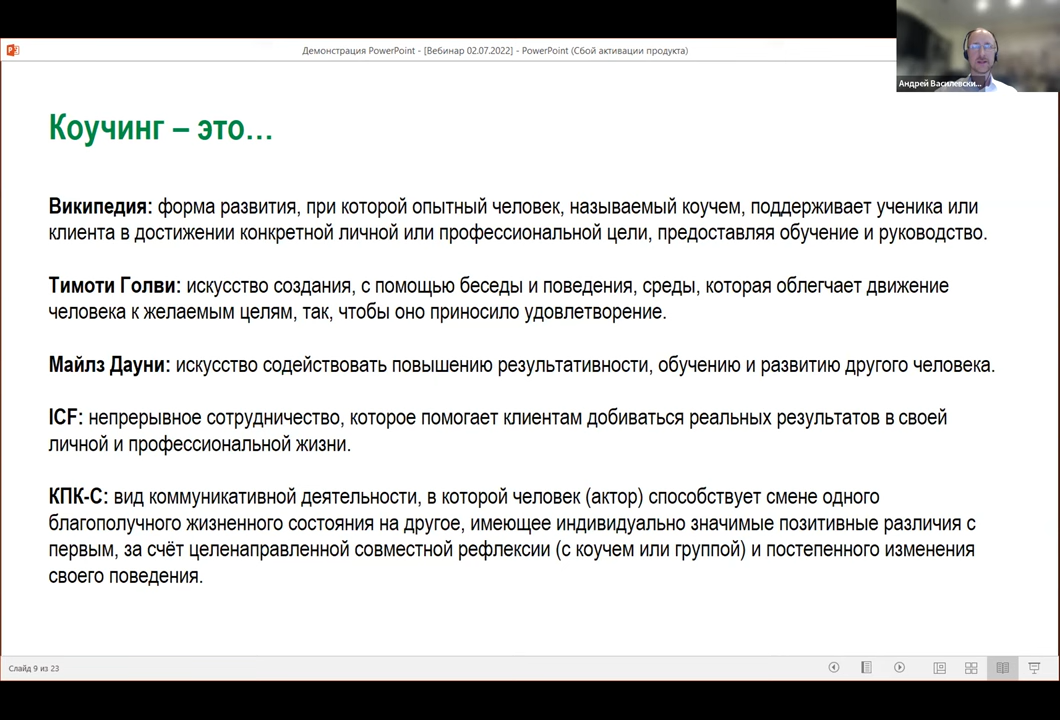 Демонстрация PowerPoint - [Вебинар 02.07.2022] - PowerPoint (Сбой активации продукта)
Андрей Василевски...
Коучинг – это...
Википедия: форма развития, при которой опытный человек, называемый коучем, поддерживает ученика или
клиента в достижении конкретной личной или профессиональной цели, предоставляя обучение и руководство.
Тимоти Голви: искусство создания, с помощью беседы и поведения, среды, которая облегчает движение
человека к желаемым целям, так, чтобы оно приносило удовлетворение.
Майлз Дауни: искусство содействовать повышению результативности, обучению и развитию другого человека.
ICF: непрерывное сотрудничество, которое помогает клиентам добиваться реальных результатов в своей
личной и профессиональной жизни.
КПК-С: вид коммуникативной деятельности, в которой человек (актор) способствует смене одного
благополучного жизненного состояния на другое, имеющее индивидуально значимые позитивные различия с
первым, за счёт целенаправленной совместной рефлексии (с коучем или группой) и постепенного изменения
своего поведения.
Слайд 9 из 23